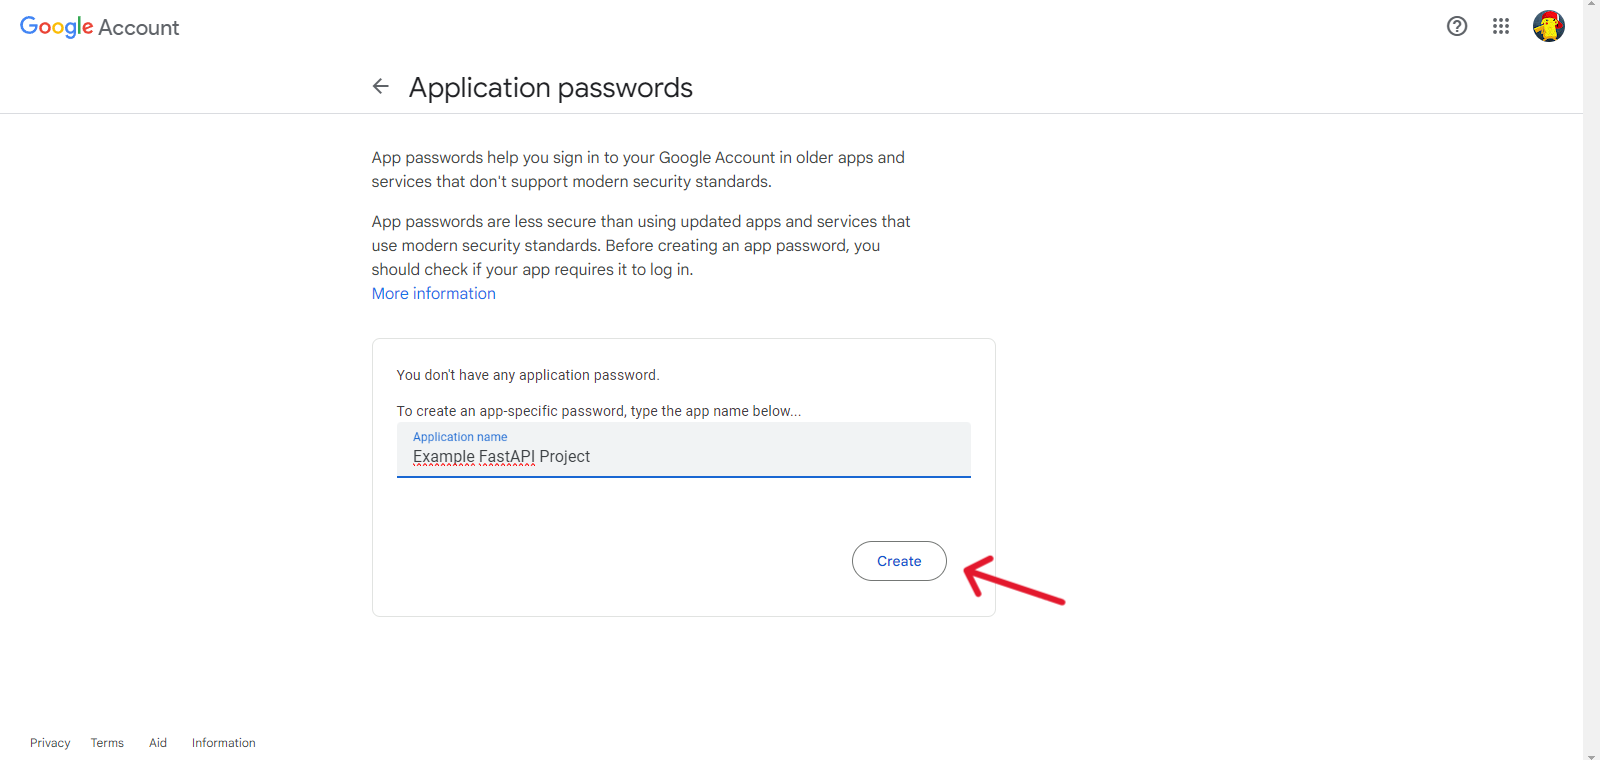 Google Account
Application passwords
App passwords help you sign in to your Google Account in older apps and
services that don't support modern security standards.
App passwords are less secure than using updated apps and services that
use modern security standards. Before creating an app password, you
should check if your app requires it to log in.
More information
You don't have any application password.
To create an app-specific password, type the app name below...
Application name
Example FastAPI Project
Create
Privacy Terms Aid Information